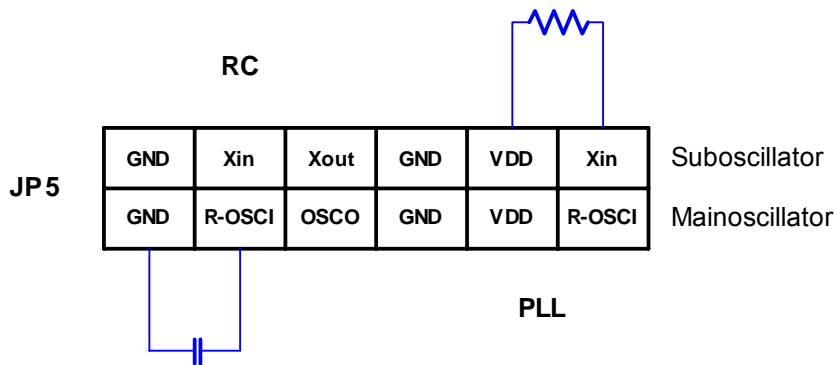 RC
GND Xin Xout GND VDD Xin Suboscillator
JP5
GND R-OSCI OSCO GND VDD R-OSCI Mainoscillator
PLL